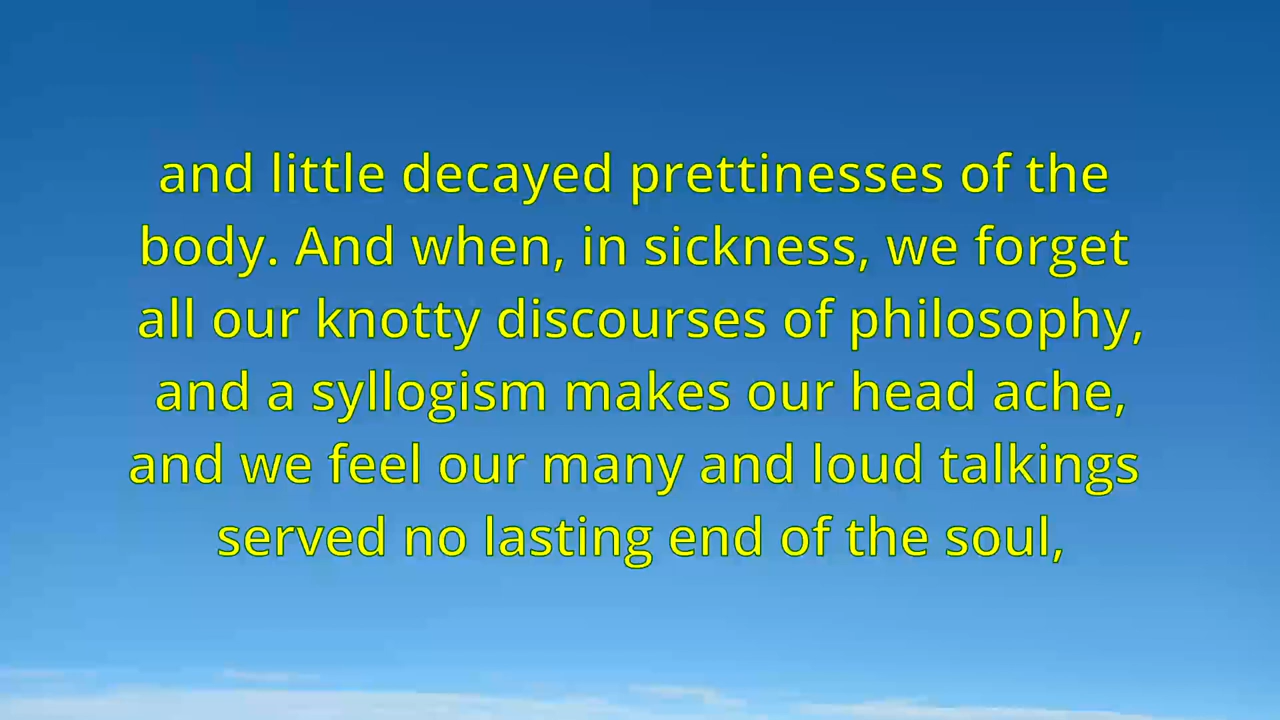 and little decayed prettinesses of the
body. And when, in sickness, we forget
all our knotty discourses of philosophy,
and a syllogism makes our head ache,
and we feel our many and loud talkings
served no lasting end of the soul,